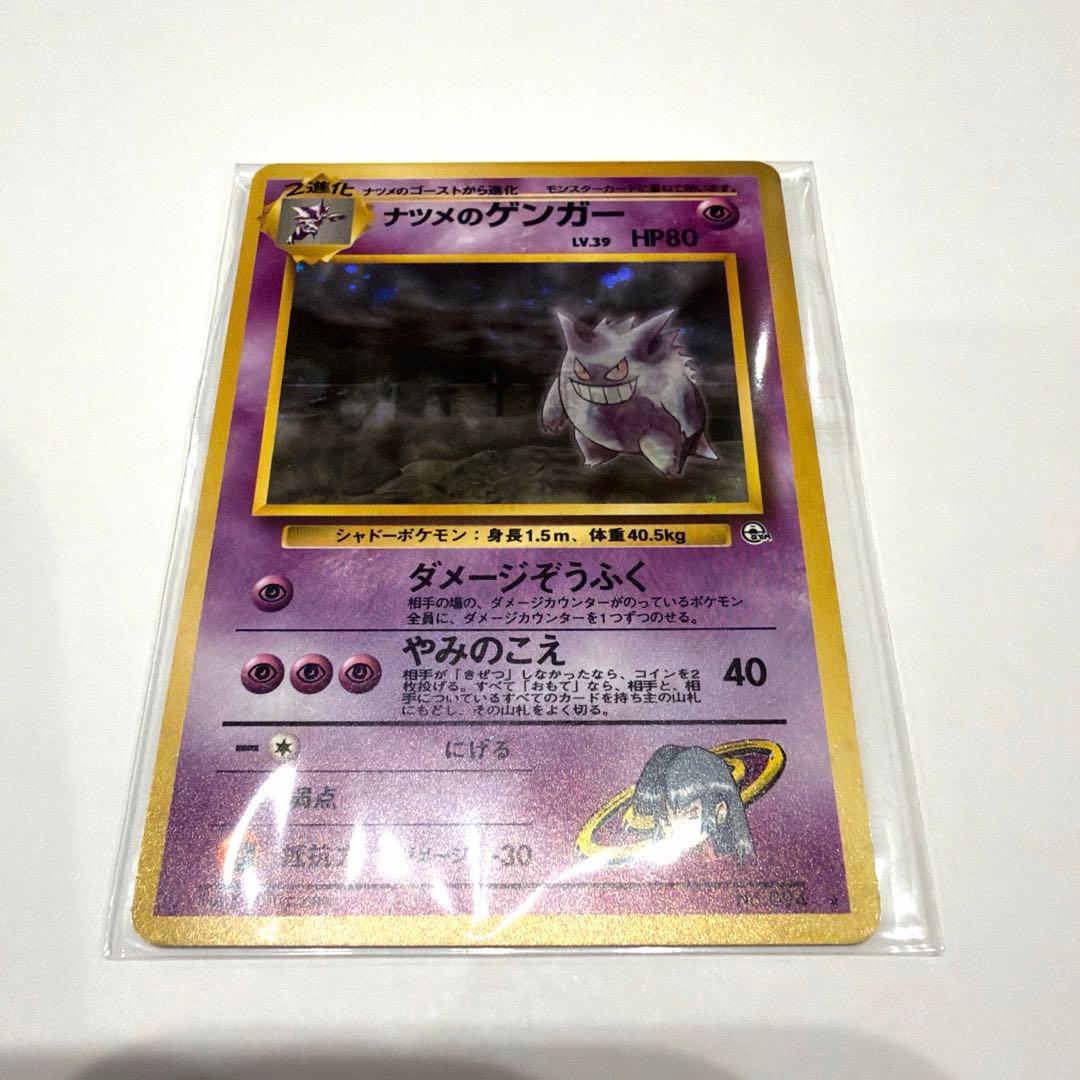 2進化 ナツメのゴーストから進化 モンスターカードに重ねて使います。
ナツメのゲンガー
LV.39 HP80
シャドーポケモン：身長1.5m、体重40.5kg
GYM
ダメージぞうふく
相手の場の、ダメージカウンターがのっているポケモン
全員に、ダメージカウンターを1つずつのせる。
やみのこえ
40
相手が「きぜつ」しなかったなら、コインを2
枚投げる。すべて「おもて」なら、相手と、相
手についているすべてのカードを持ち主の山札
にもどし、その山札をよく切る。
にげる
弱点
抵抗力 -30
★